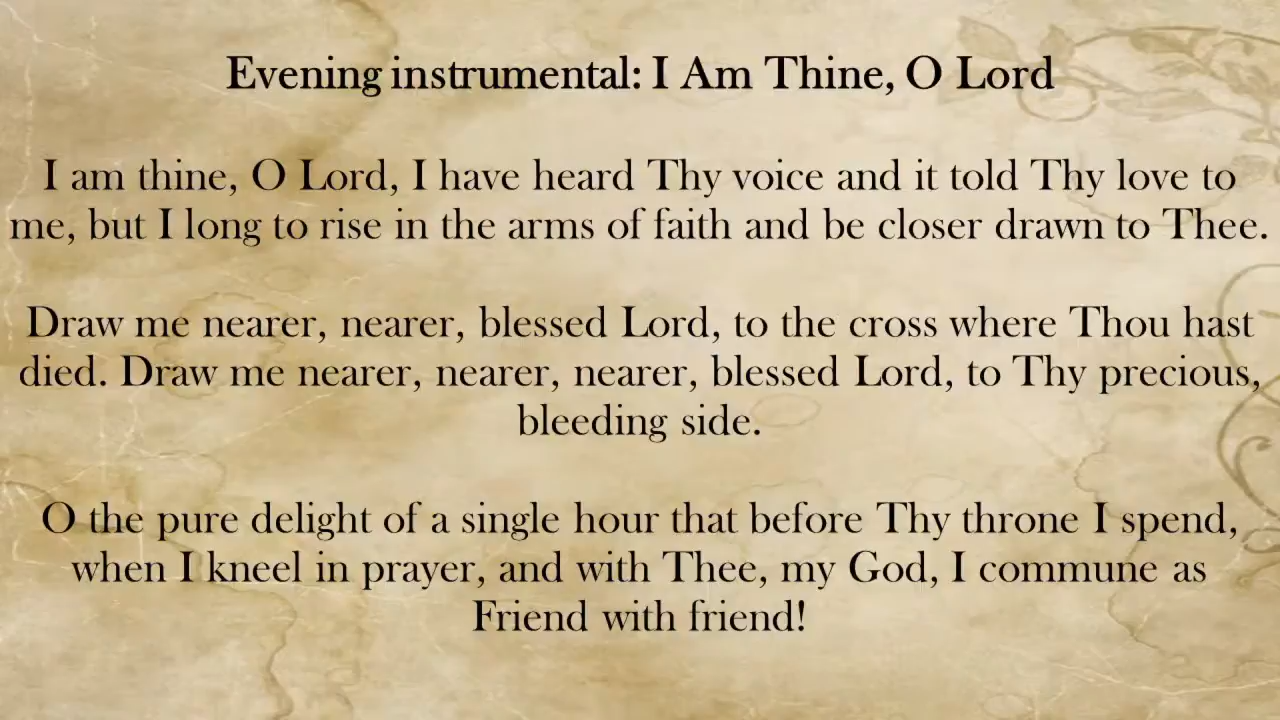 Evening instrumental: I Am Thine, O Lord
I am thine, O Lord, I have heard Thy voice and it told Thy love to
me, but I long to rise in the arms of faith and be closer drawn to Thee.
Draw me nearer, nearer, blessed Lord, to the cross where Thou hast
died. Draw me nearer, nearer, nearer, blessed Lord, to Thy precious,
bleeding side.
O the pure delight of a single hour that before Thy throne I spend,
when I kneel in prayer, and with Thee, my God, I commune as
Friend with friend!